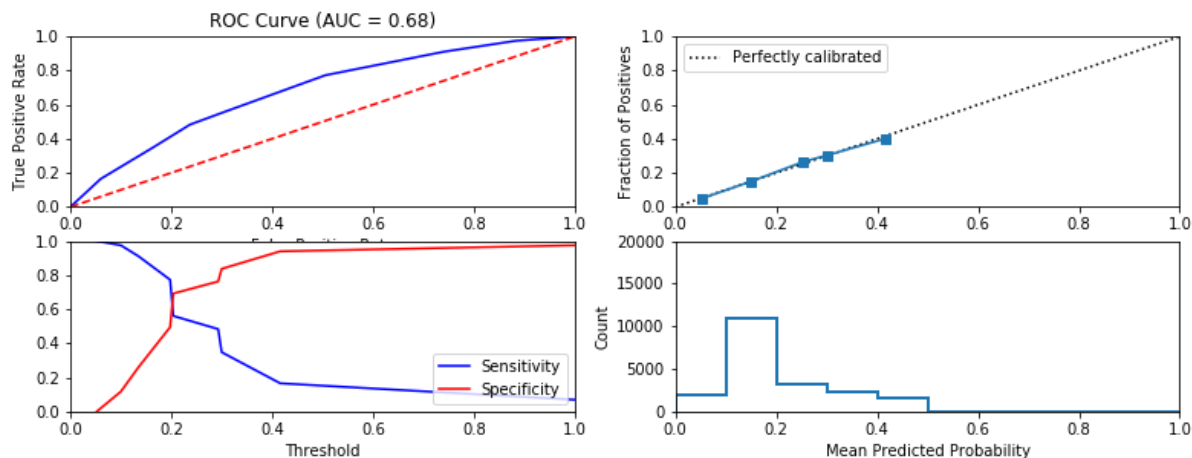 ROC Curve (AUC = 0.68)
True Positive Rate
1.0
0.8
0.6
0.4
0.2
0.0
0.0 0.2 0.4 0.6 0.8 1.0
Fraction of Positives
1.0
0.8
0.6
0.4
0.2
0.0
Perfectly calibrated
0.0 0.2 0.4 0.6 0.8 1.0
1.0
0.8
0.6
0.4
0.2
0.0
Sensitivity
Specificity
0.0 0.2 0.4 0.6 0.8 1.0
Threshold
Count
20000
15000
10000
5000
0
0.0 0.2 0.4 0.6 0.8 1.0
Mean Predicted Probability